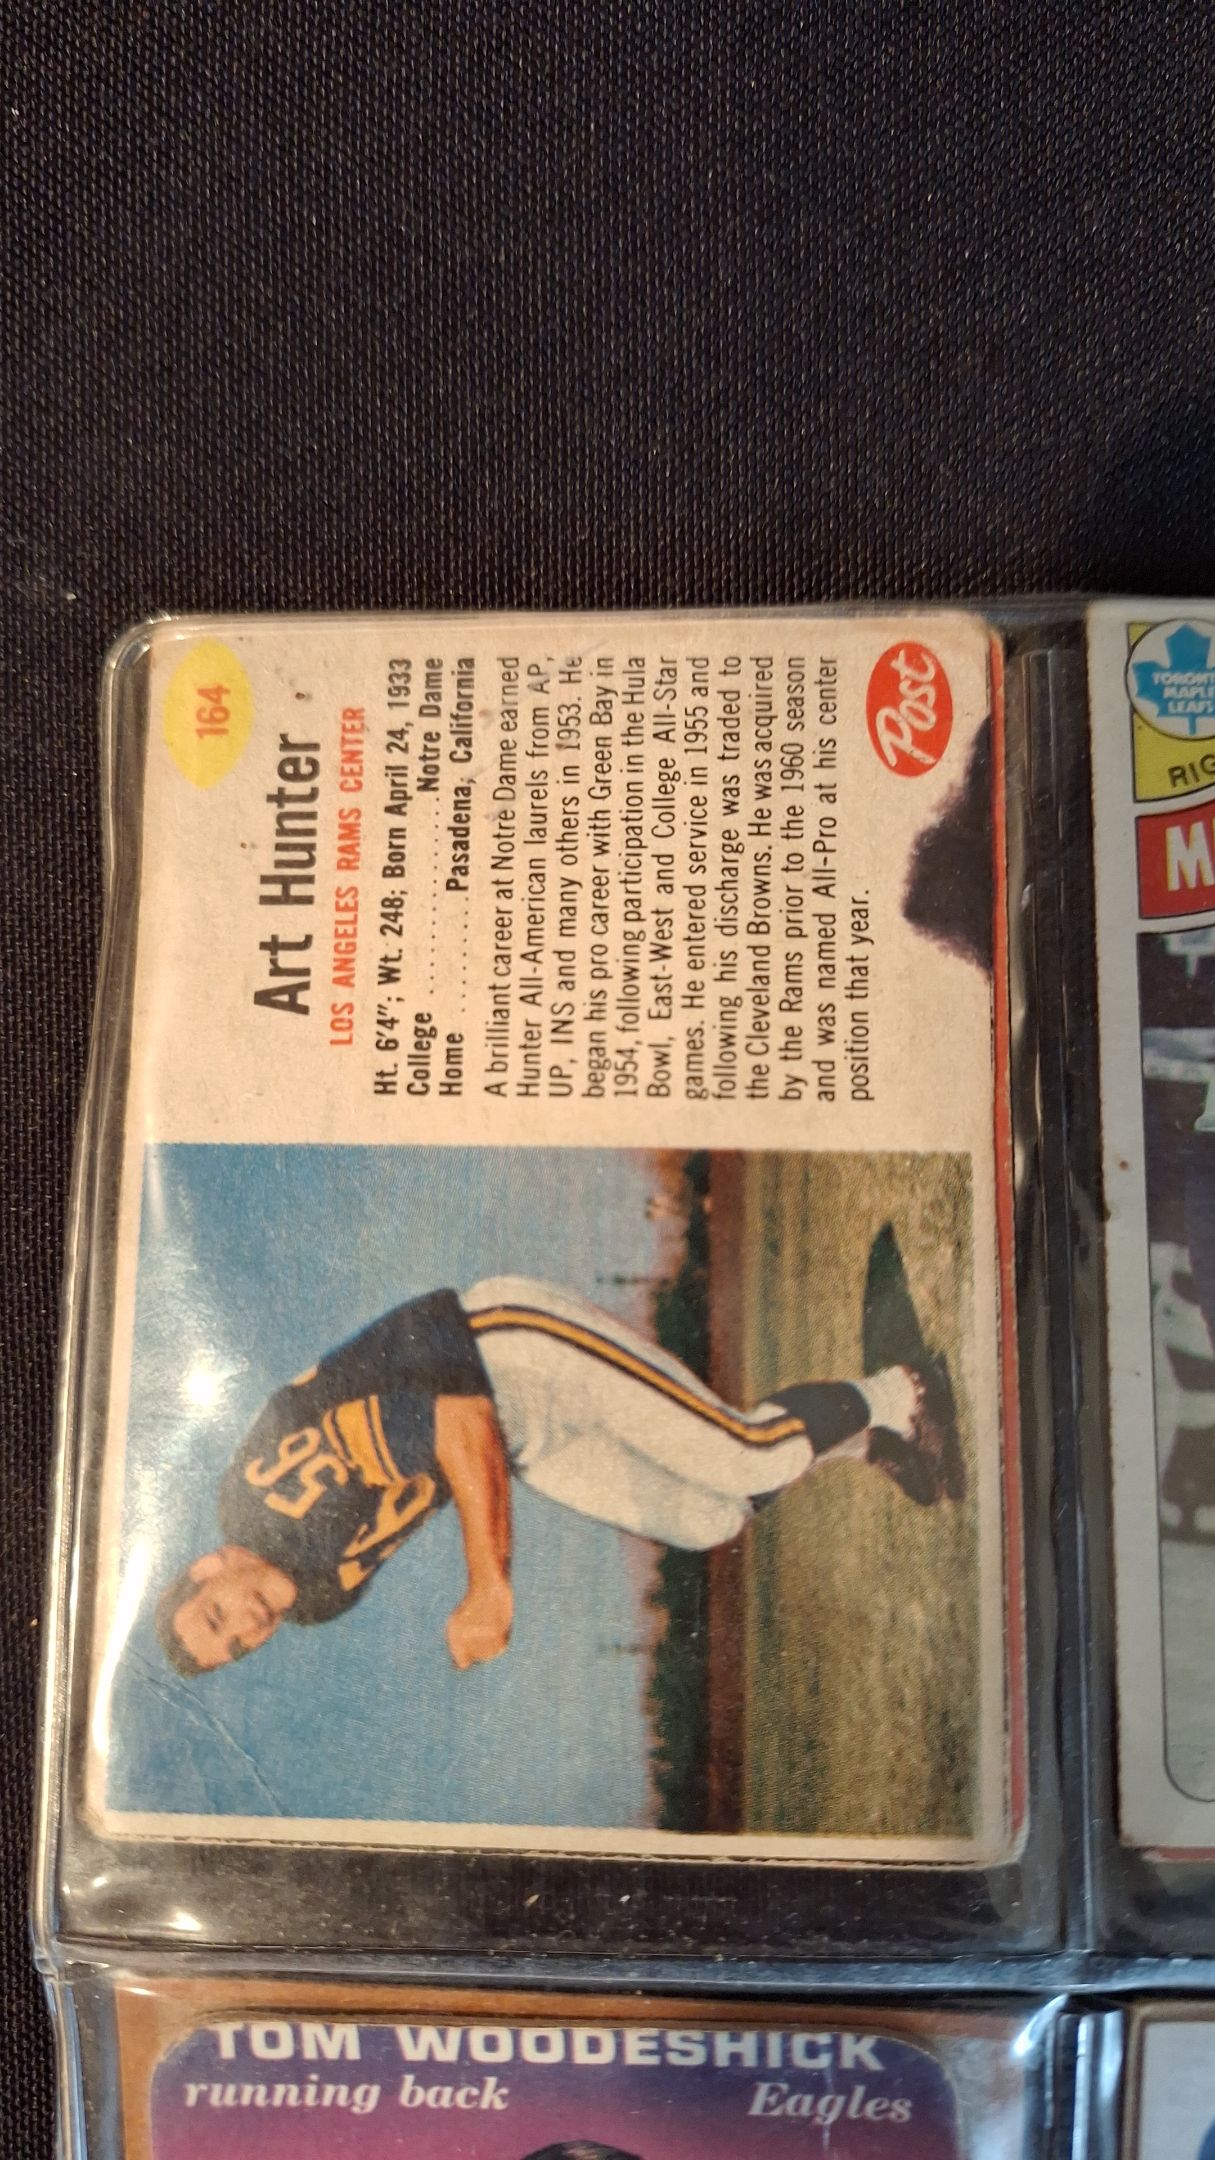 164
Art Hunter
LOS ANGELES RAMS CENTER
Ht. 6'4"; Wt. 248; Born April 24, 1933
College ............... Notre Dame
Home .......... Pasadena, California
A brilliant career at Notre Dame earned
Hunter All-American laurels from AP,
UP, INS and many others in 1953. He
began his pro career with Green Bay in
1954, following participation in the Hula
Bowl, East-West and College All-Star
games. He entered service in 1955 and
following his discharge was traded to
the Cleveland Browns. He was acquired
by the Rams prior to the 1960 season
and was named All-Pro at his center
position that year.
Post
56
TOM WOODESHICK
running back Eagles
TORONTO
MAPLE
LEAFS
RIG
M